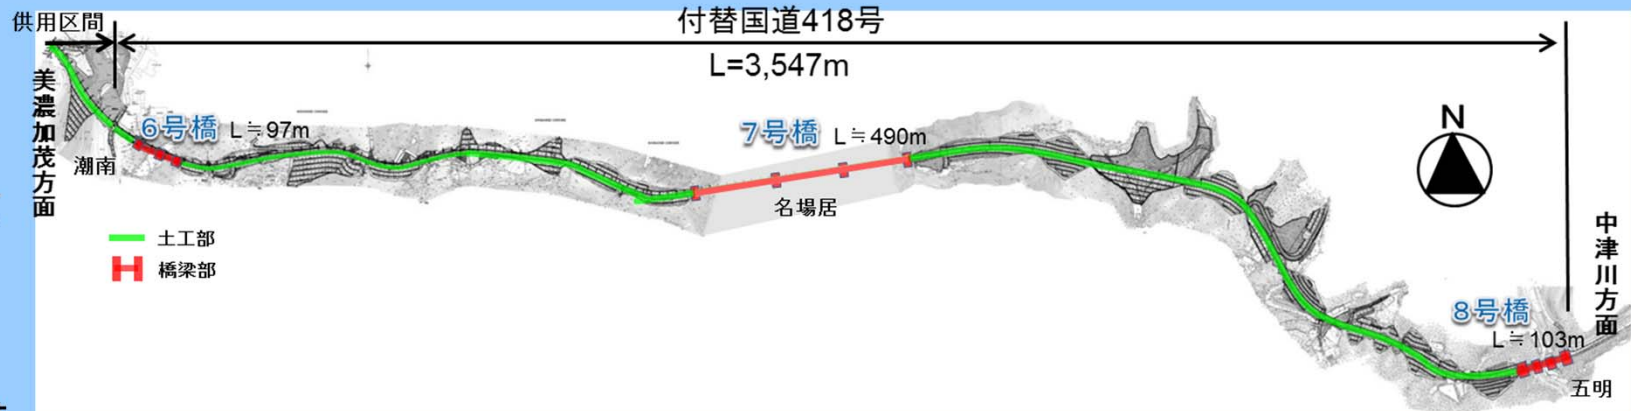 供用区間
付替国道418号
L=3,547m
美濃加茂方面
6号橋
L≒97m
潮南
7号橋
L≒490m
名場居
N
土工部
橋梁部
中津川方面
8号橋
L≒103m
五明